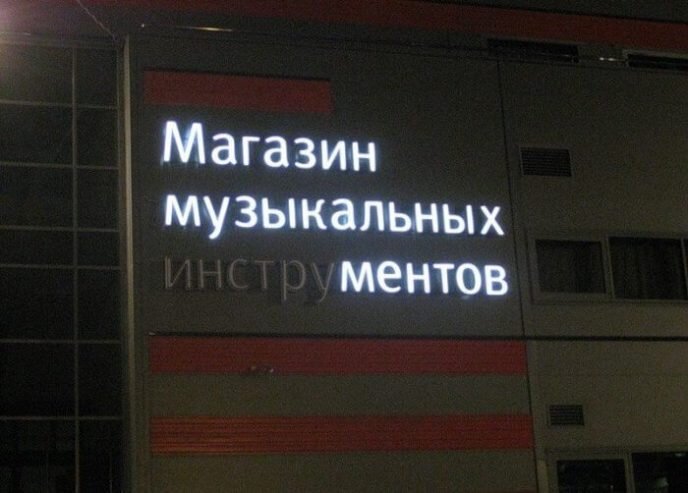 Магазин
музыкальных
инструментов